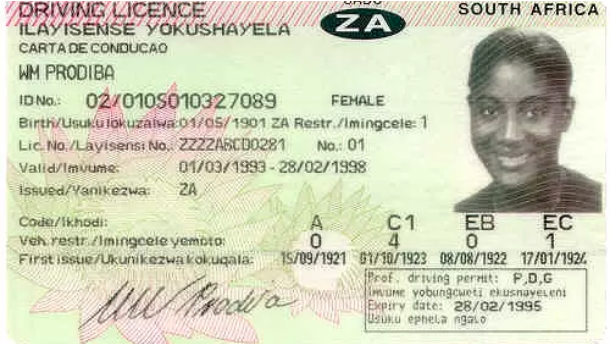 DRIVING LICENCE
SADC
ZA
SOUTH AFRICA
ILAYISENSE YOKUSHAYELA
CARTA DE CONDUCAO
WM PRODIBA
ID No.: 02/0105010327089 FEMALE
Birth/Usuku lokuzalwa: 01/05/1901 ZA Restr./Imingcele: 1
Lic. No./Layisensi No.: ZZZZABCD0281 No.: 01
Valid/Imvume: 01/03/1993 - 28/02/1998
Issued/Yanikezwa: ZA
Code/Ikhodi: A C1 EB EC
Veh. restr./Imingcele yemoto: 0 4 0 1
First issue/Ukunikezwa kokuqala: 15/09/1921 01/10/1923 08/08/1922 17/01/1924
Prof. driving permit: P,D,G
Imvume yobungcweti ekusnayeleni
Expiry date: 28/02/1995
Usuku ephela ngalo
WM Prodiba